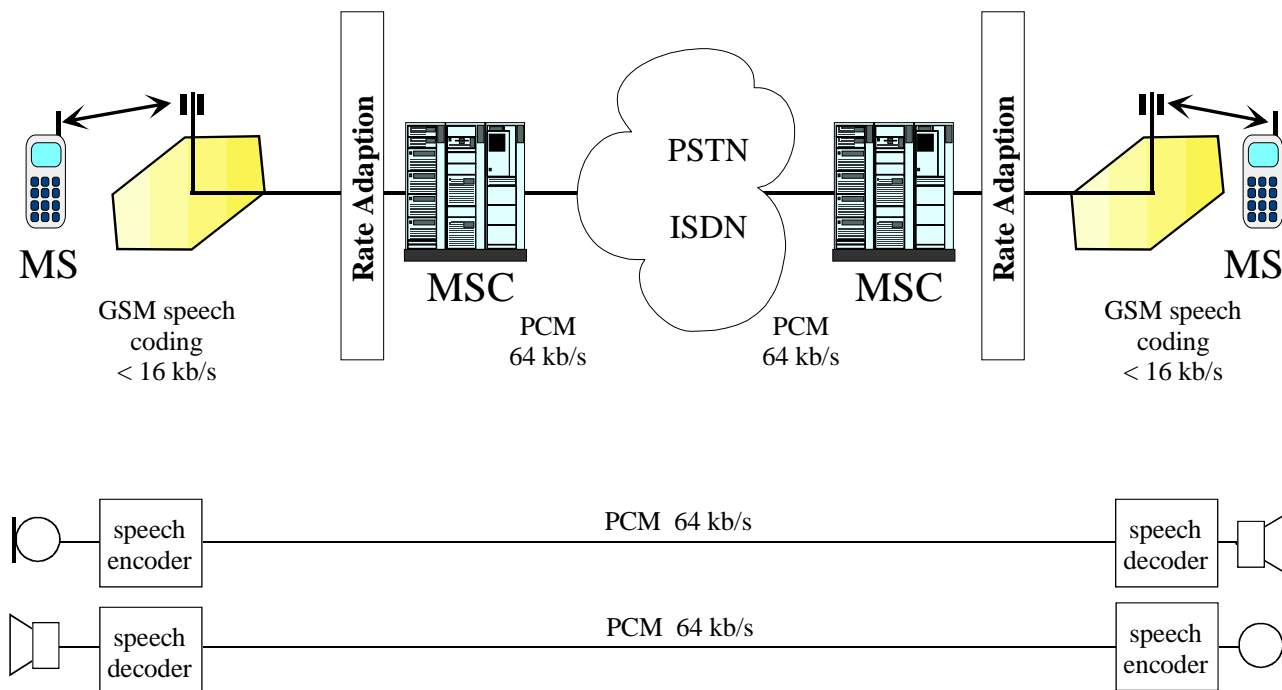 Rate Adaption
Rate Adaption
PSTN
ISDN
MS
MSC
MSC
MS
GSM speech
coding
< 16 kb/s
PCM
64 kb/s
PCM
64 kb/s
GSM speech
coding
< 16 kb/s
speech
encoder
PCM 64 kb/s
speech
decoder
speech
decoder
PCM 64 kb/s
speech
encoder